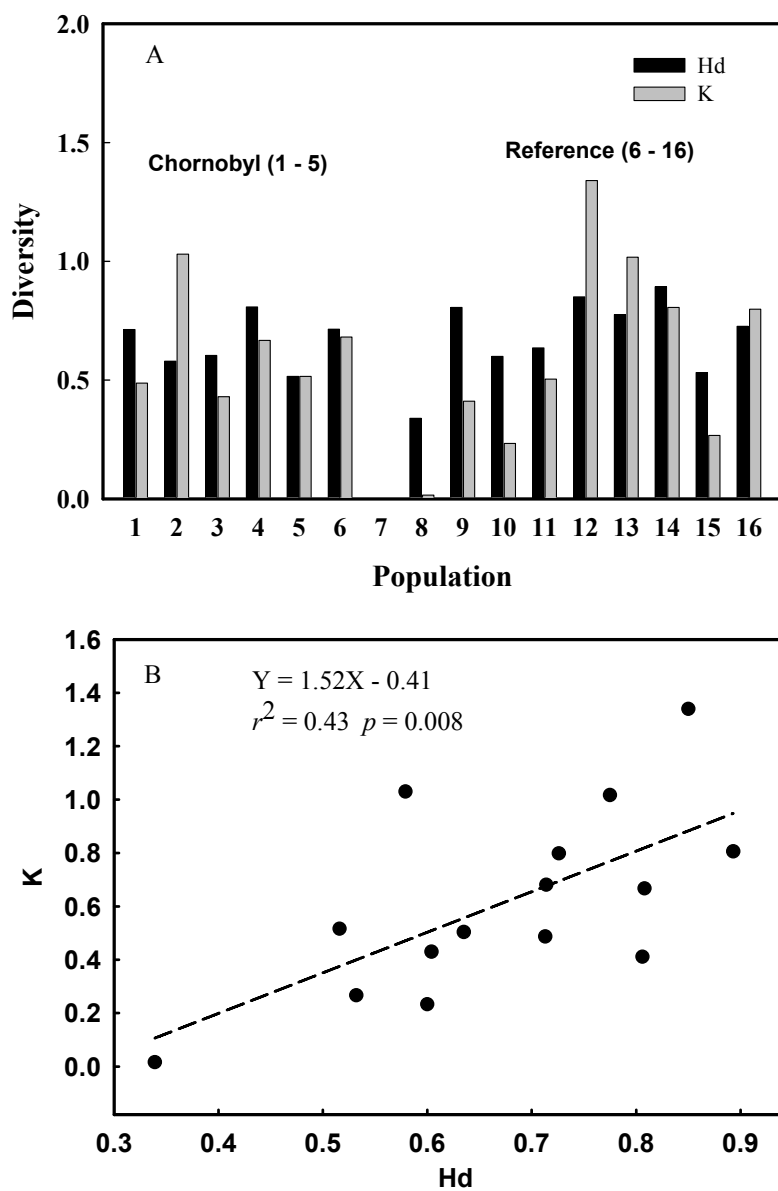 2.0
A
Hd
K
1.5
Chornobyl (1 - 5)
Reference (6 - 16)
Diversity
1.0
0.5
0.0
1 2 3 4 5 6 7 8 9 10 11 12 13 14 15 16
Population
1.6
B
Y = 1.52X - 0.41
1.4
r2 = 0.43 p = 0.008
1.2
1.0
K
0.8
0.6
0.4
0.2
0.0
0.3 0.4 0.5 0.6 0.7 0.8 0.9
Hd